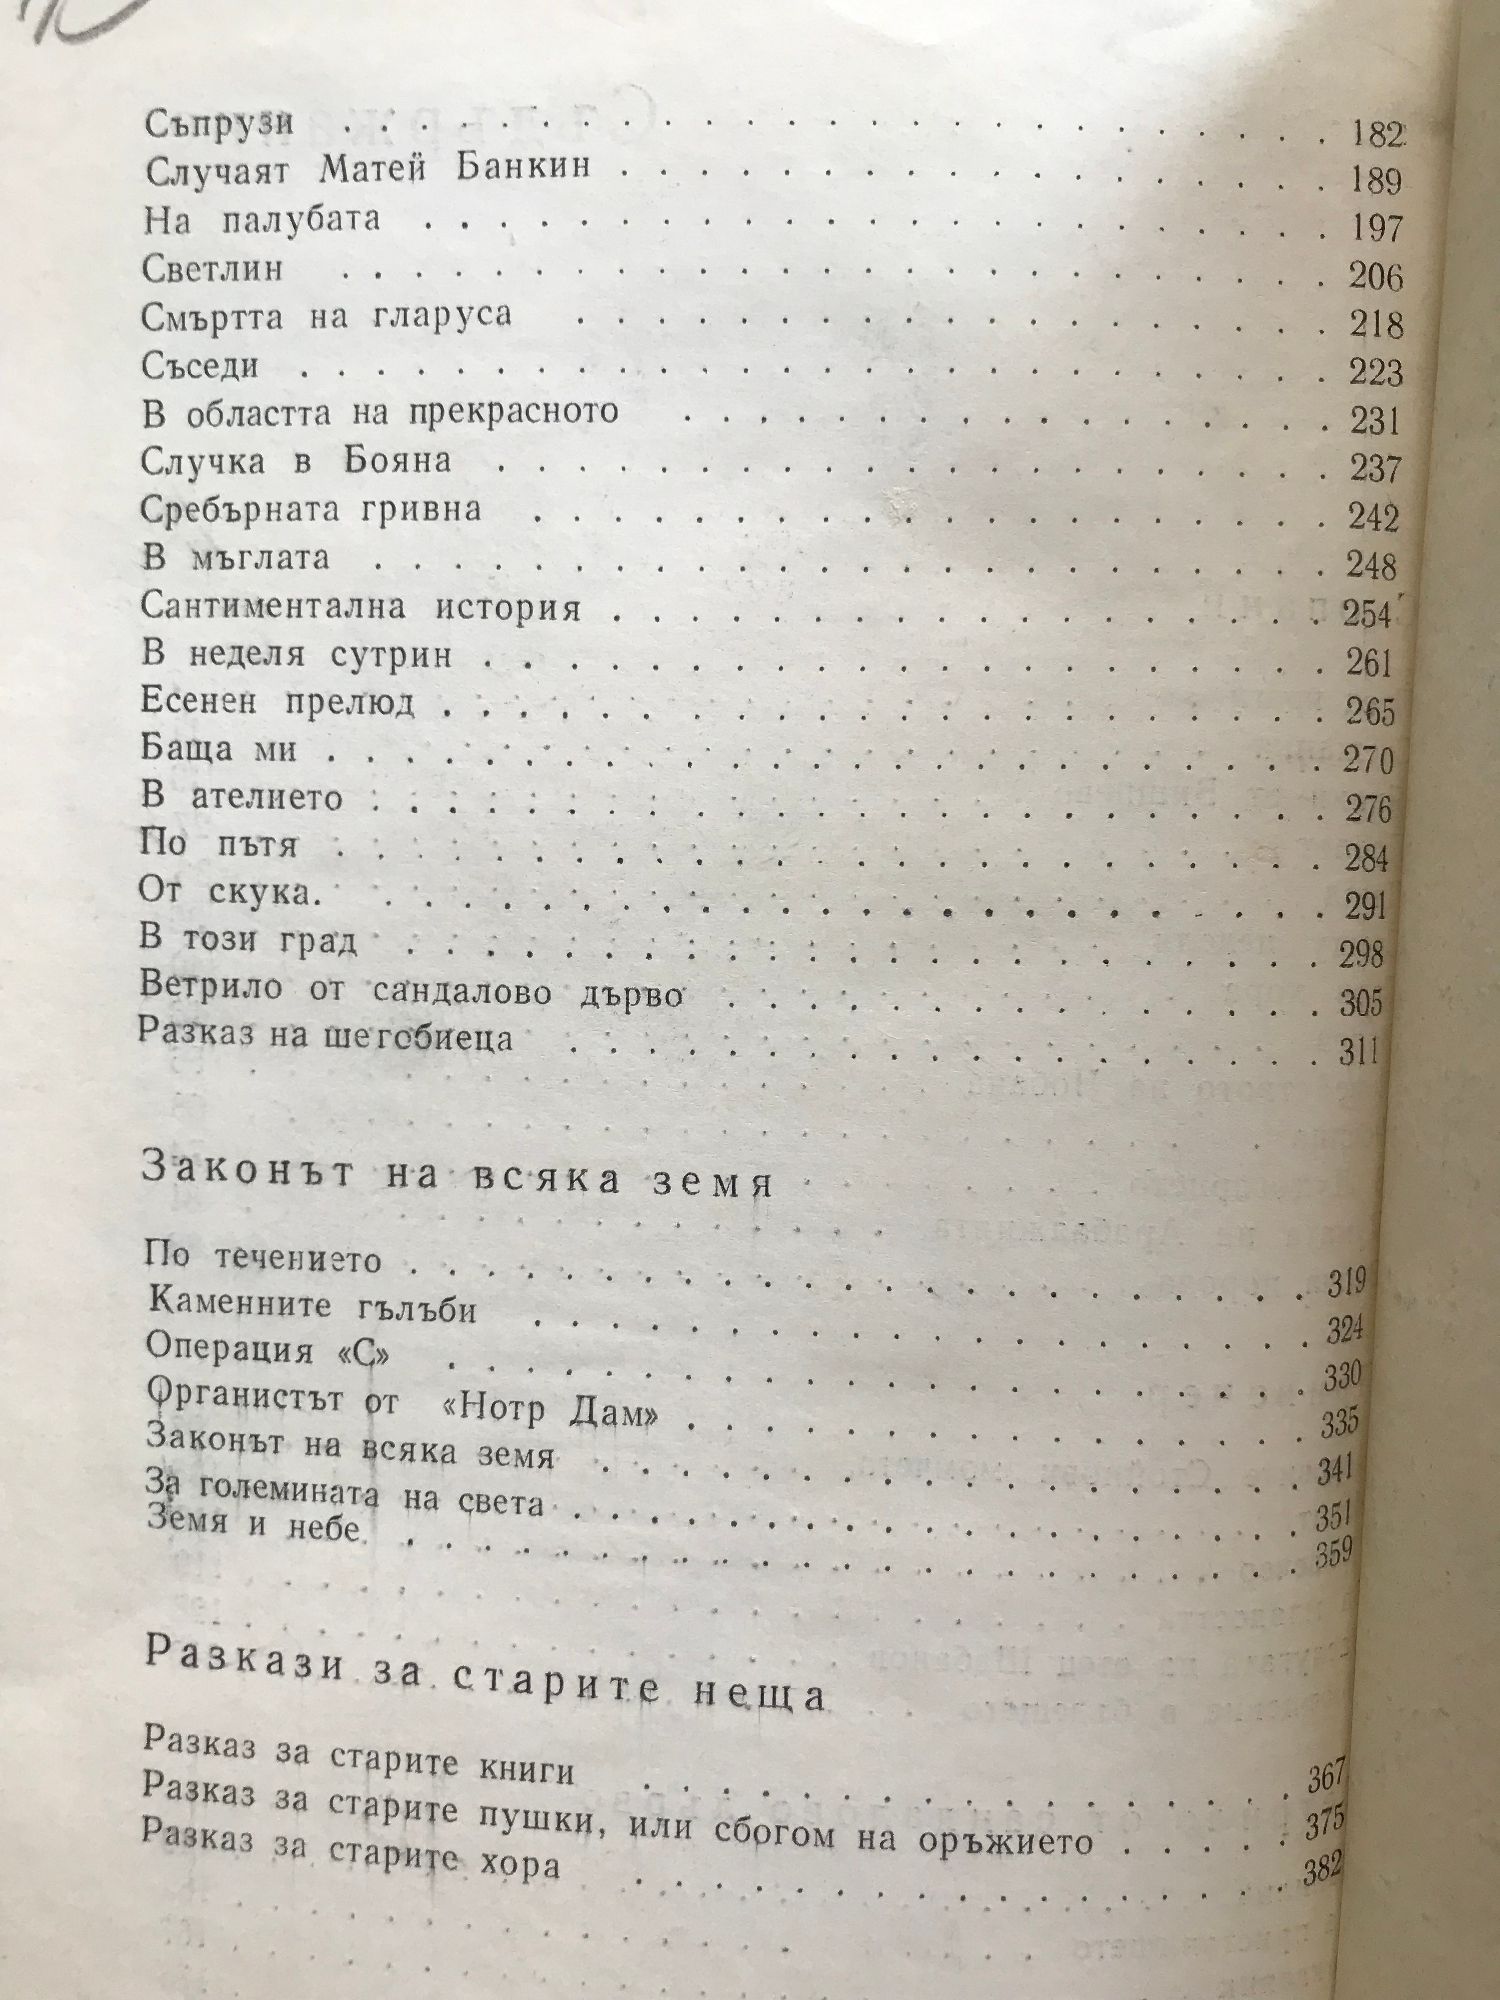 Съпрузи . . . . . . . . . . . . . . . . . . . . . . . . . 182
Случаят Матей Банкин . . . . . . . . . . . . . . . . . . 189
На палубата . . . . . . . . . . . . . . . . . . . . . . . 197
Светлин . . . . . . . . . . . . . . . . . . . . . . . . . 206
Смъртта на гларуса . . . . . . . . . . . . . . . . . . . 218
Съседи . . . . . . . . . . . . . . . . . . . . . . . . . . 223
В областта на прекрасното . . . . . . . . . . . . . . . . 231
Случка в Бояна . . . . . . . . . . . . . . . . . . . . . 237
Сребърната гривна . . . . . . . . . . . . . . . . . . . . 242
В мъглата . . . . . . . . . . . . . . . . . . . . . . . . 248
Сантиментална история . . . . . . . . . . . . . . . . . . 254
В неделя сутрин . . . . . . . . . . . . . . . . . . . . . 261
Есенен прелюд . . . . . . . . . . . . . . . . . . . . . . 265
Баща ми . . . . . . . . . . . . . . . . . . . . . . . . . 270
В ателието . . . . . . . . . . . . . . . . . . . . . . . . 276
По пътя . . . . . . . . . . . . . . . . . . . . . . . . . 284
От скука. . . . . . . . . . . . . . . . . . . . . . . . . 291
В този град . . . . . . . . . . . . . . . . . . . . . . . 298
Ветрило от сандалово дърво . . . . . . . . . . . . . . . 305
Разказ на шегобиеца . . . . . . . . . . . . . . . . . . . 311
Законът на всяка земя
По течението . . . . . . . . . . . . . . . . . . . . . . . 319
Каменните гълъби . . . . . . . . . . . . . . . . . . . . 324
Операция «С» . . . . . . . . . . . . . . . . . . . . . . 330
Органистът от «Нотр Дам» . . . . . . . . . . . . . . . . 335
Законът на всяка земя . . . . . . . . . . . . . . . . . . 341
За големината на света . . . . . . . . . . . . . . . . . . 351
Земя и небе . . . . . . . . . . . . . . . . . . . . . . . 359
Разкази за старите неща
Разказ за старите книги . . . . . . . . . . . . . . . . . 367
Разказ за старите пушки, или сбогом на оръжието . . . . . 375
Разказ за старите хора . . . . . . . . . . . . . . . . . . 382